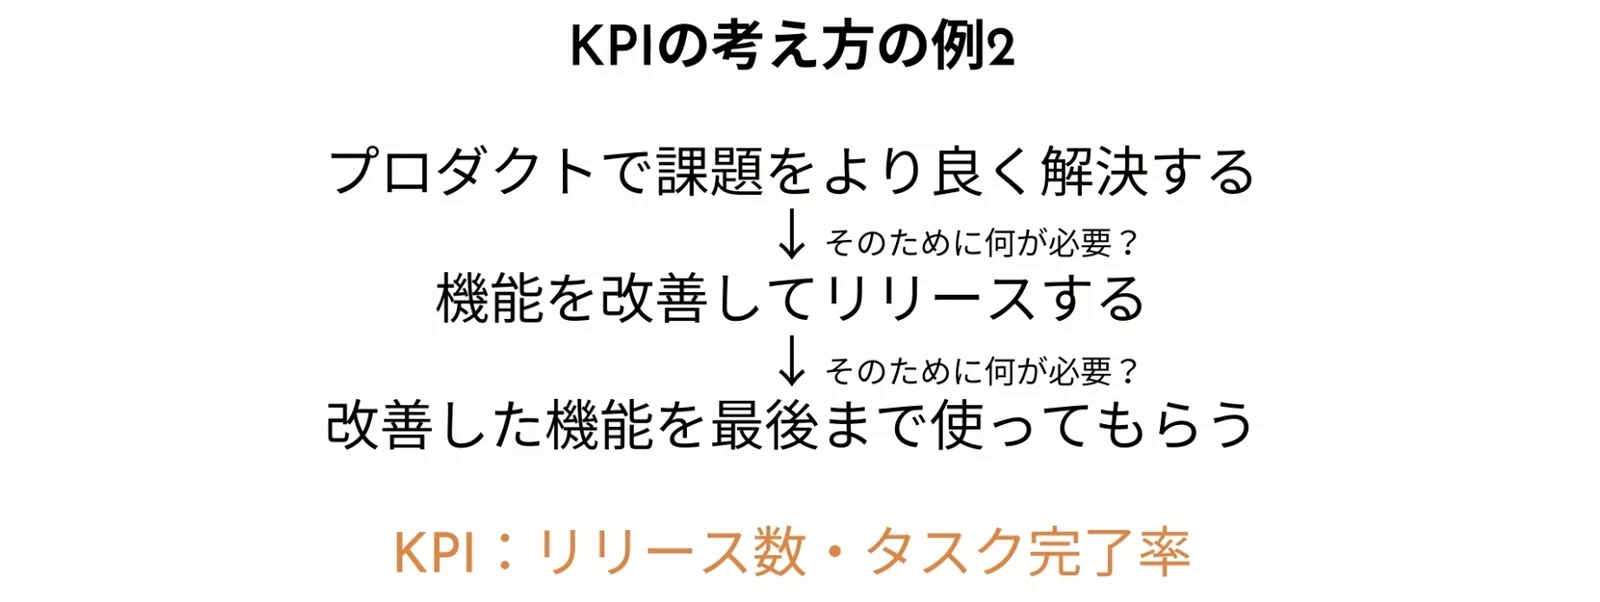 KPIの考え方の例2
プロダクトで課題をより良く解決する
↓ そのために何が必要？
機能を改善してリリースする
↓ そのために何が必要？
改善した機能を最後まで使ってもらう
KPI：リリース数・タスク完了率